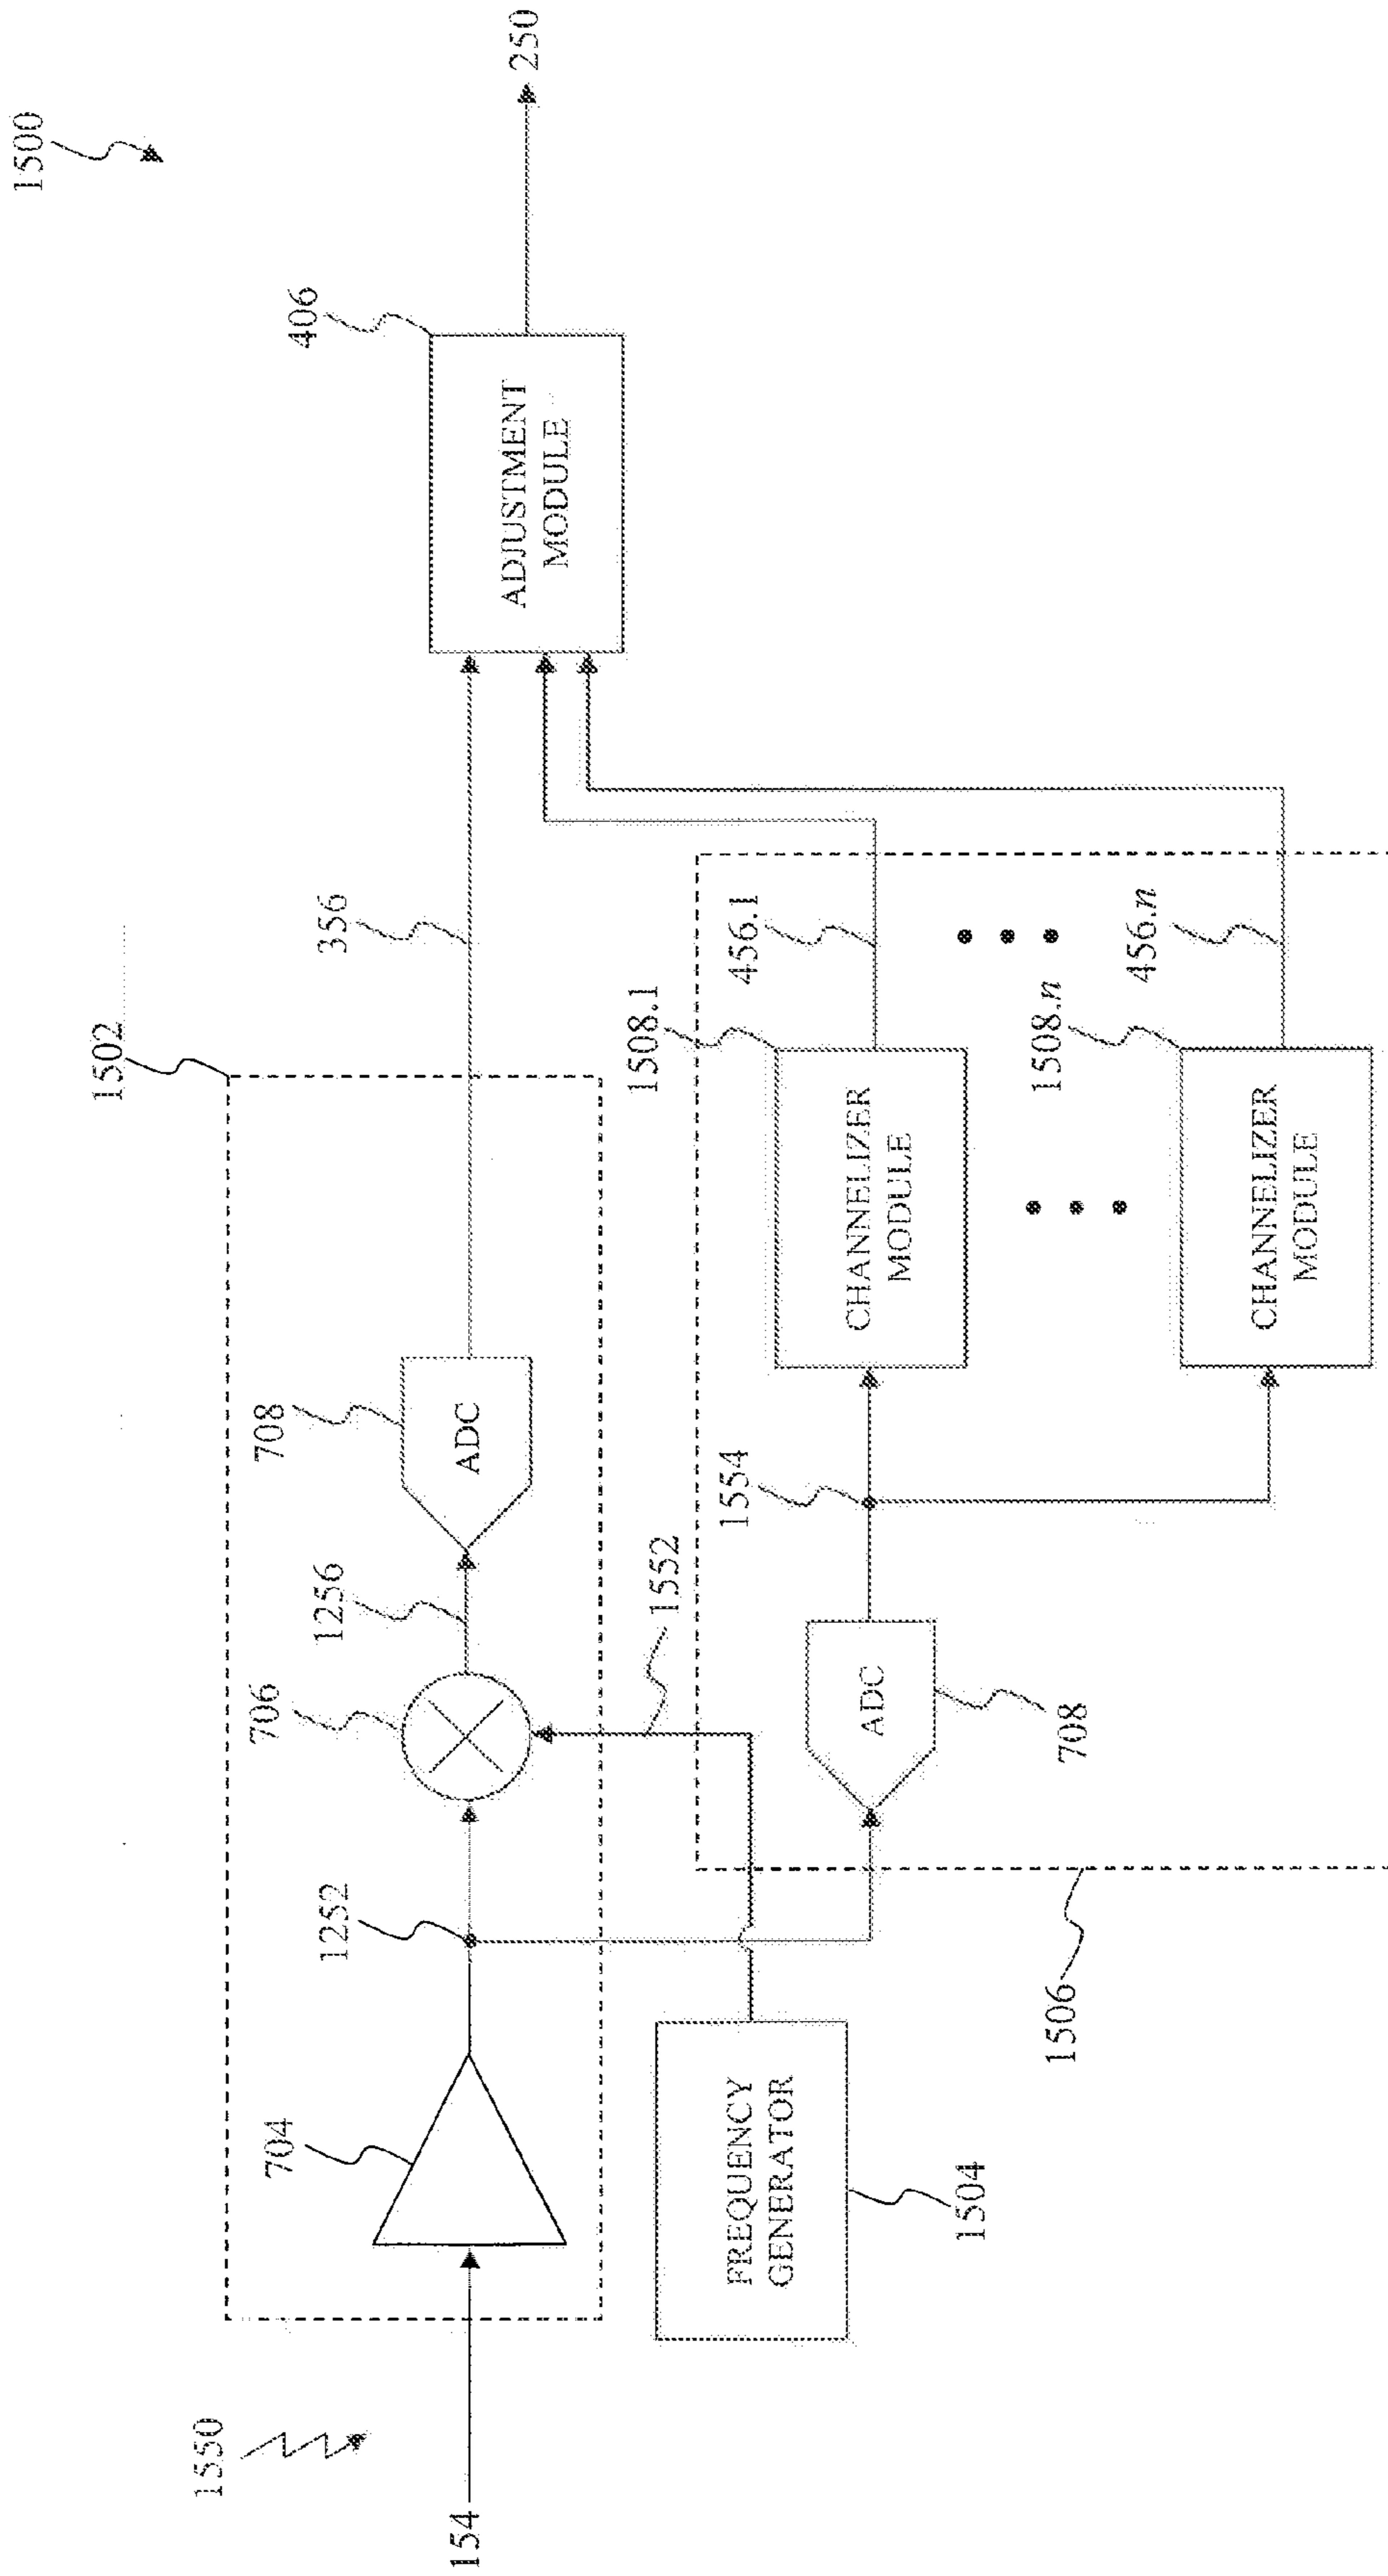 1500
1502
1550
154
704
1252
706
1256
708
ADC
356
406
ADJUSTMENT
MODULE
250
FREQUENCY
GENERATOR
1504
1552
1506
ADC
708
1554
1508.1
CHANNELIZER
MODULE
456.1
1508.n
CHANNELIZER
MODULE
456.n